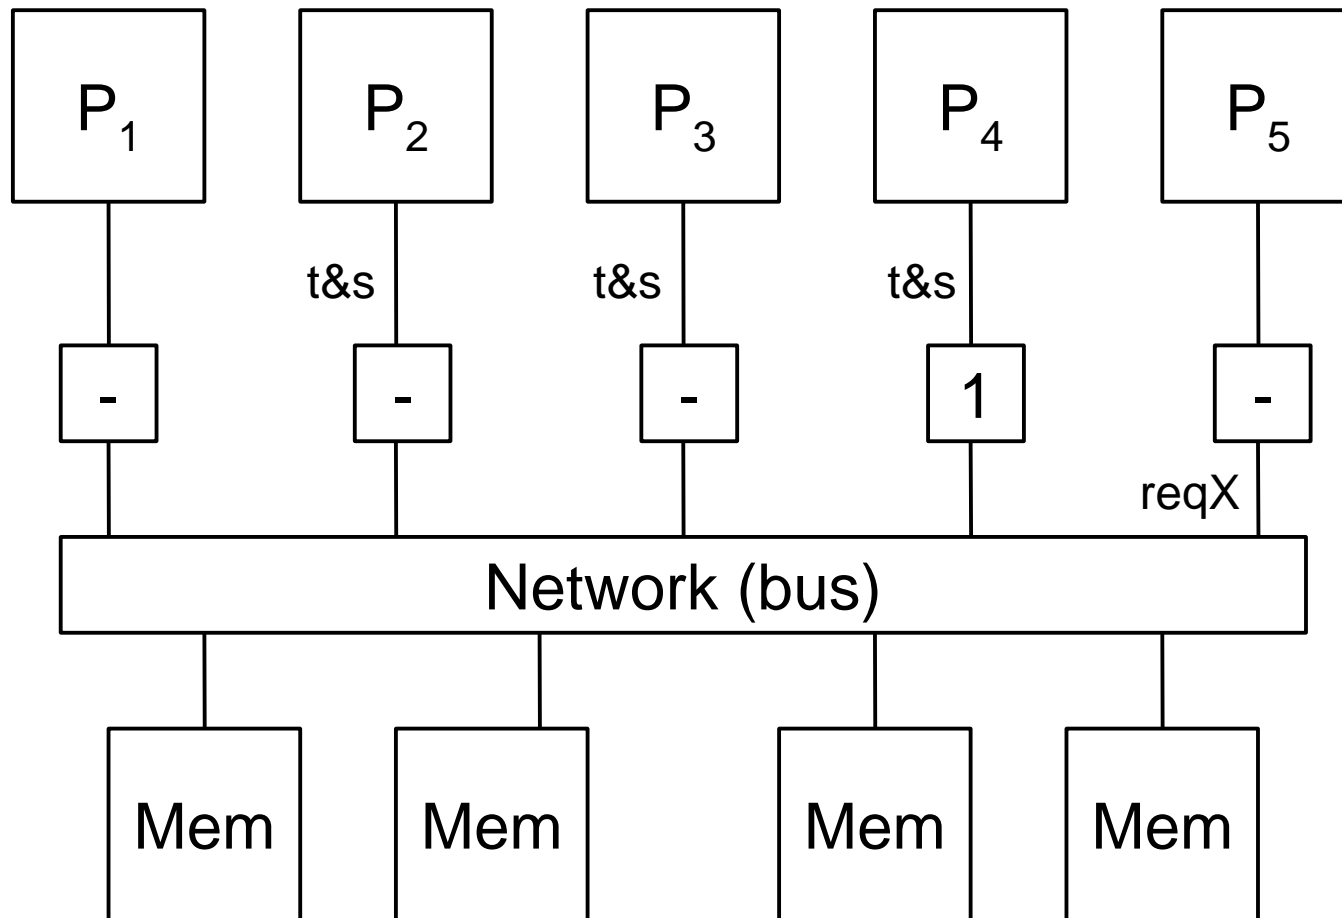 P1 P2 P3 P4 P5
t&s t&s t&s
- - - 1 -
reqX
Network (bus)
Mem Mem Mem Mem